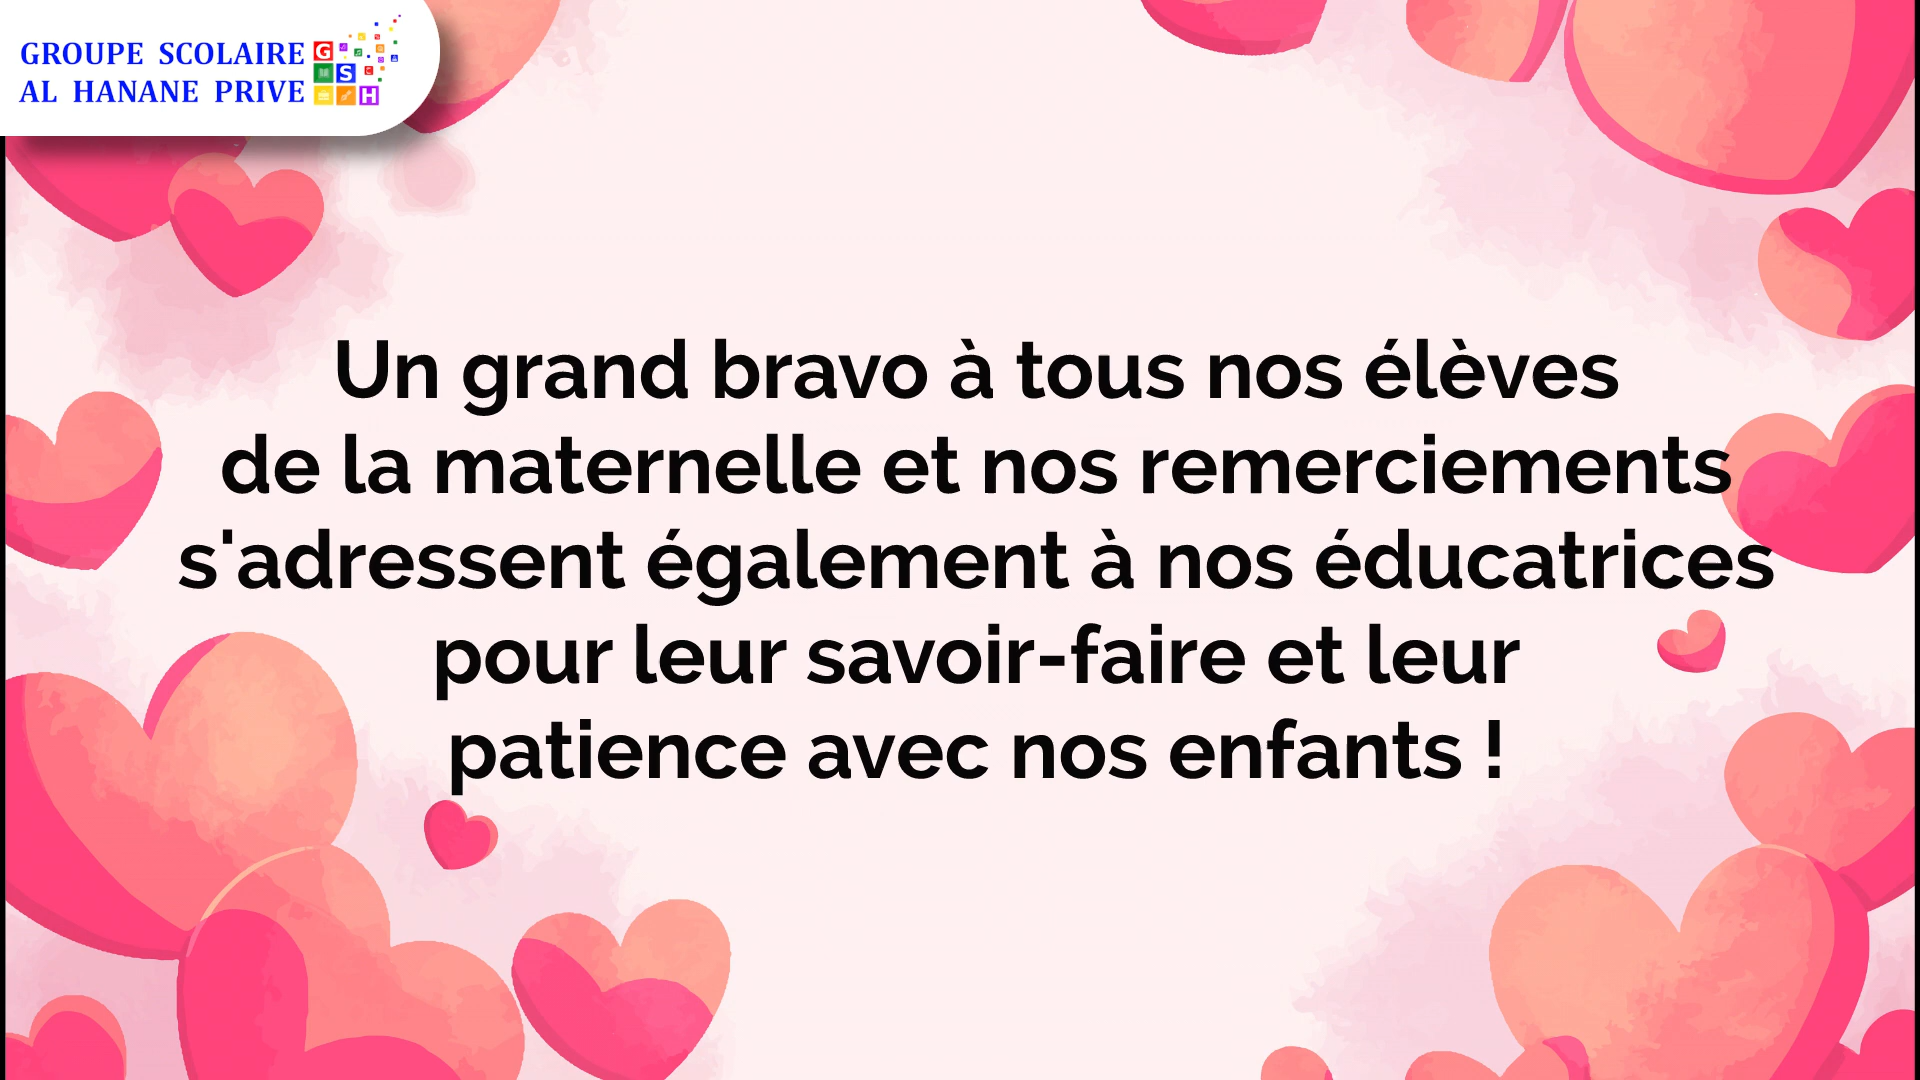 GROUPE SCOLAIRE
AL HANANE PRIVE
G
S
H
Un grand bravo à tous nos élèves
de la maternelle et nos remerciements
s'adressent également à nos éducatrices
pour leur savoir-faire et leur
patience avec nos enfants !